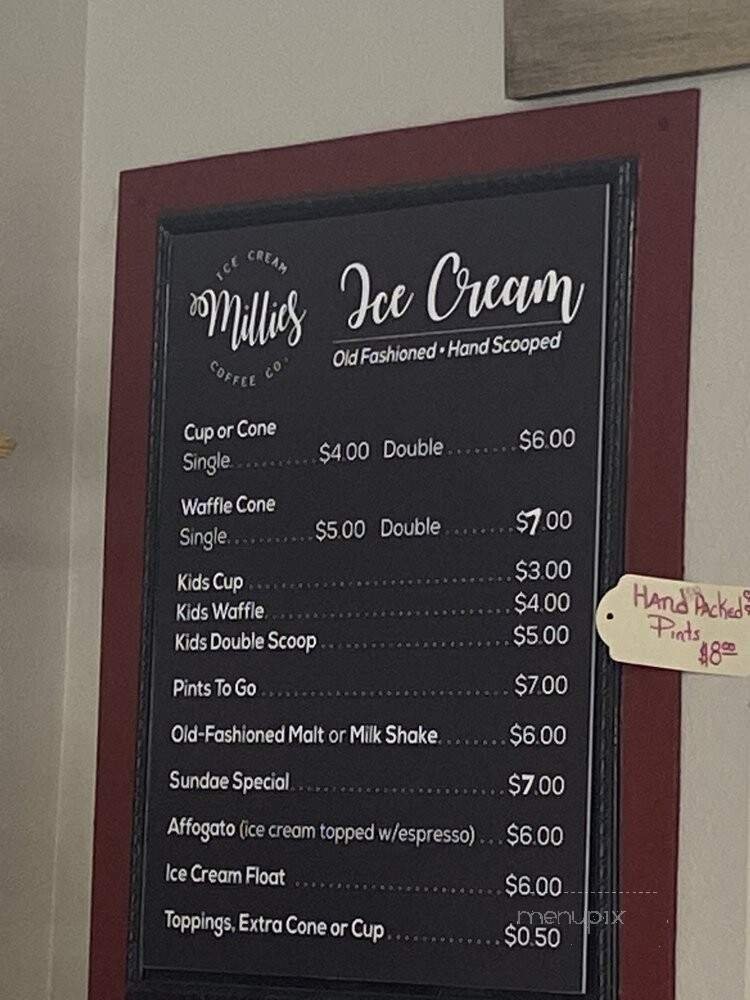 ICE CREAM
Millie's
COFFEE CO.
Ice Cream
Old Fashioned • Hand Scooped
Cup or Cone
Single...........$4.00 Double........$6.00
Waffle Cone
Single...........$5.00 Double........$7.00
Kids Cup........................$3.00
Kids Waffle........................$4.00
Kids Double Scoop........................$5.00
Pints To Go........................$7.00
Old-Fashioned Malt or Milk Shake........$6.00
Sundae Special........................$7.00
Affogato (ice cream topped w/espresso)...$6.00
Ice Cream Float........................$6.00
Toppings, Extra Cone or Cup............$0.50
HAnd PAcked
Pints
$8.00
menupix